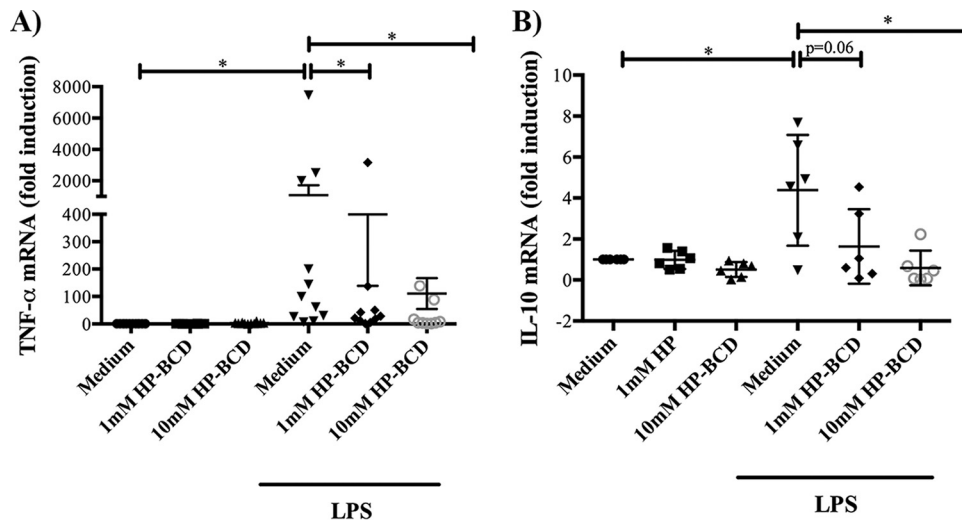 A)
*
*
*
TNF-α mRNA (fold induction)
8000
6000
4000
2000
400
300
200
100
0
Medium
1mM HP-BCD
10mM HP-BCD
Medium
1mM HP-BCD
10mM HP-BCD
LPS
B)
*
*
p=0.06
IL-10 mRNA (fold induction)
10
8
6
4
2
0
-2
Medium
1mM HP
10mM HP-BCD
Medium
1mM HP-BCD
10mM HP-BCD
LPS